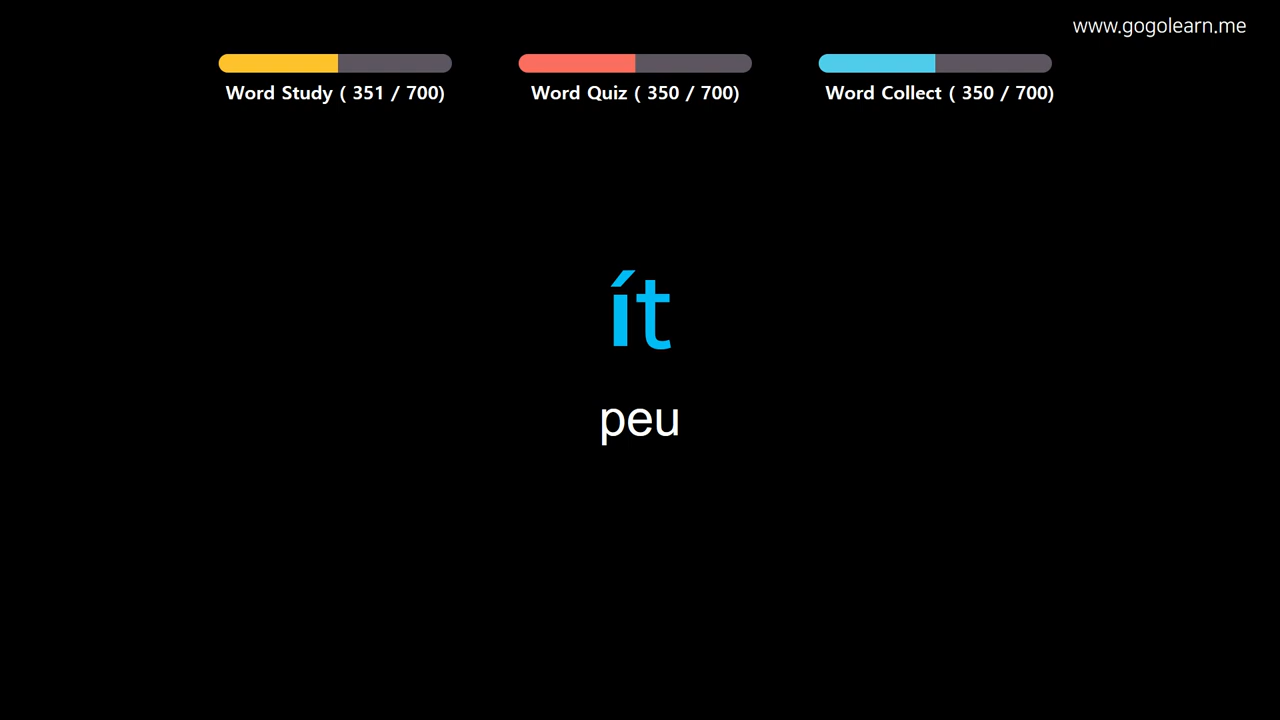 www.gogolearn.me
Word Study ( 351 / 700)
Word Quiz ( 350 / 700)
Word Collect ( 350 / 700)
ít
peu